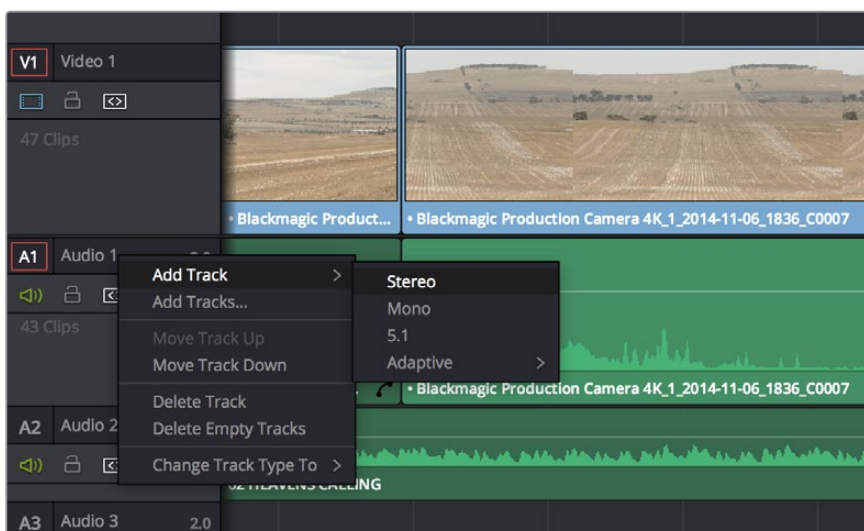 V1 Video 1
47 Clips
• Blackmagic Product...
• Blackmagic Production Camera 4K_1_2014-11-06_1836_C0007
A1 Audio 1
43 Clips
Add Track >
Add Tracks...
Move Track Up
Move Track Down
Delete Track
Delete Empty Tracks
Change Track Type To >
Stereo
Mono
5.1
Adaptive >
• Blackmagic Production Camera 4K_1_2014-11-06_1836_C0007
A2 Audio 2
HEAVENS CALLING
A3 Audio 3 2.0